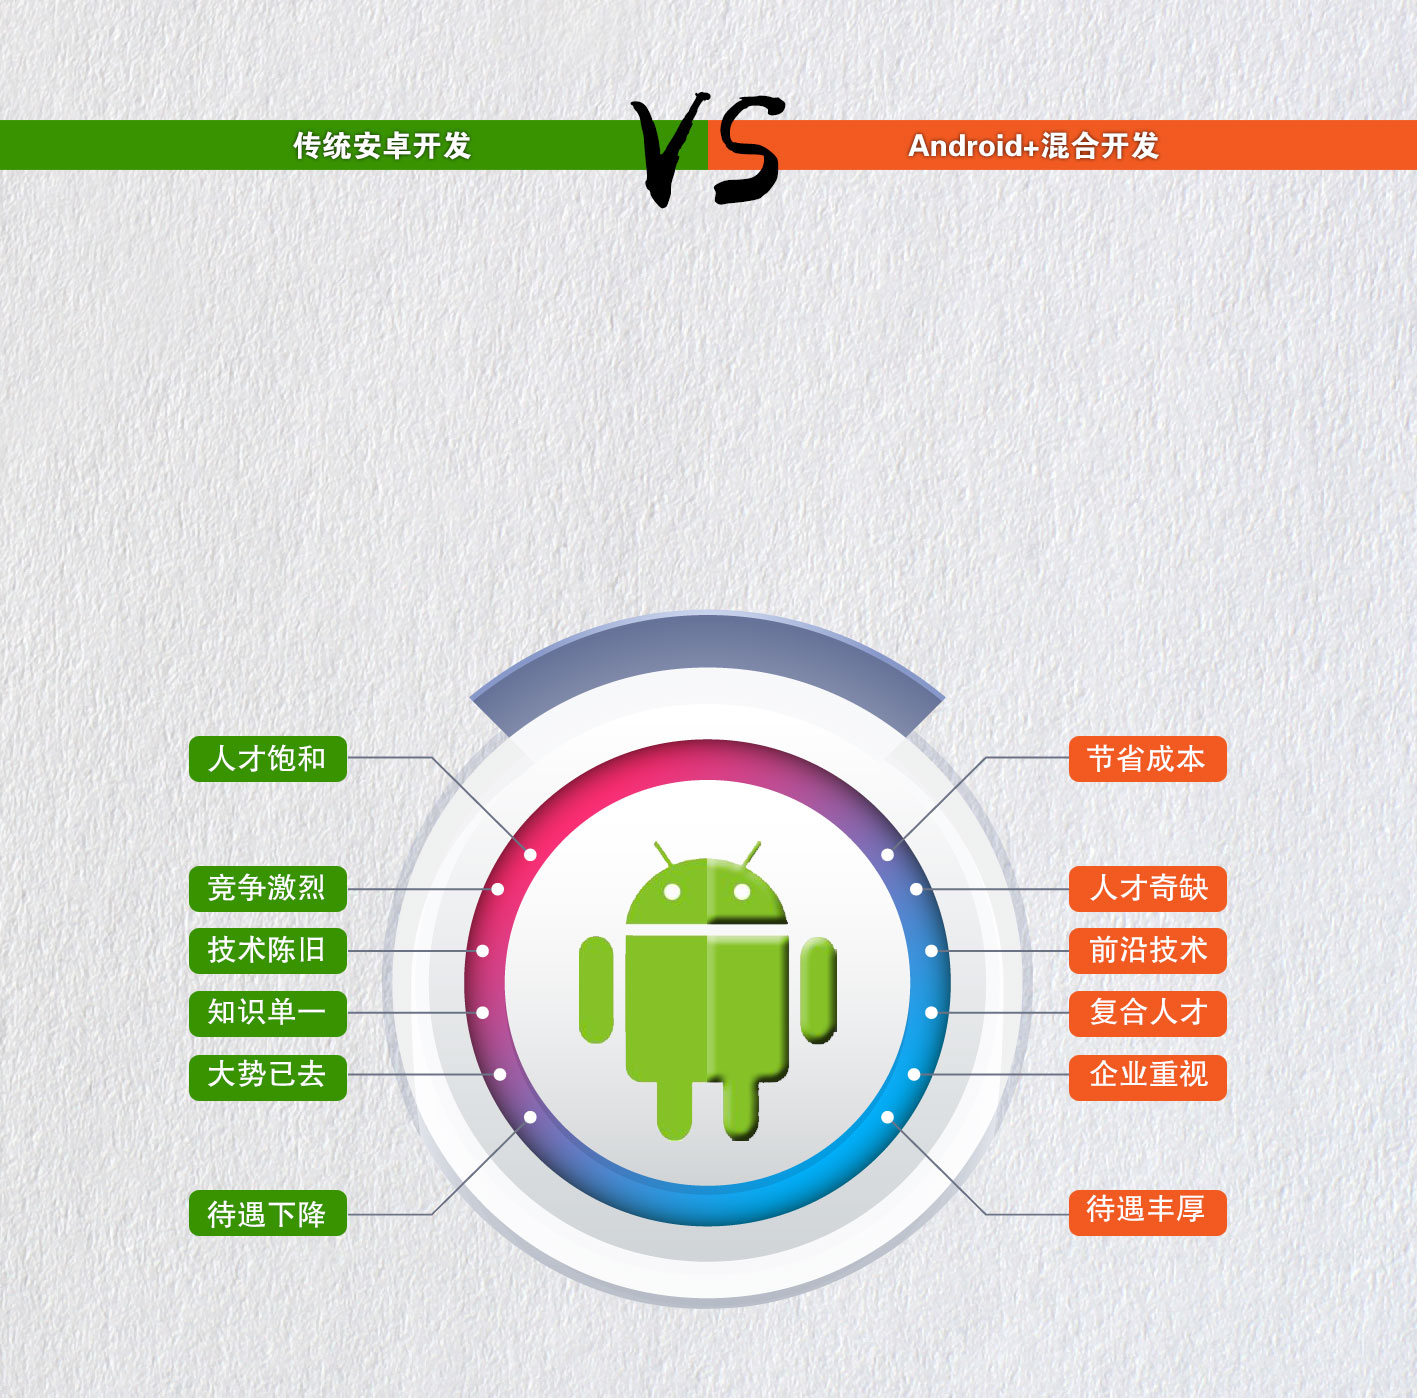 传统安卓开发
VS
Android+混合开发
人才饱和
竞争激烈
技术陈旧
知识单一
大势已去
待遇下降
节省成本
人才奇缺
前沿技术
复合人才
企业重视
待遇丰厚